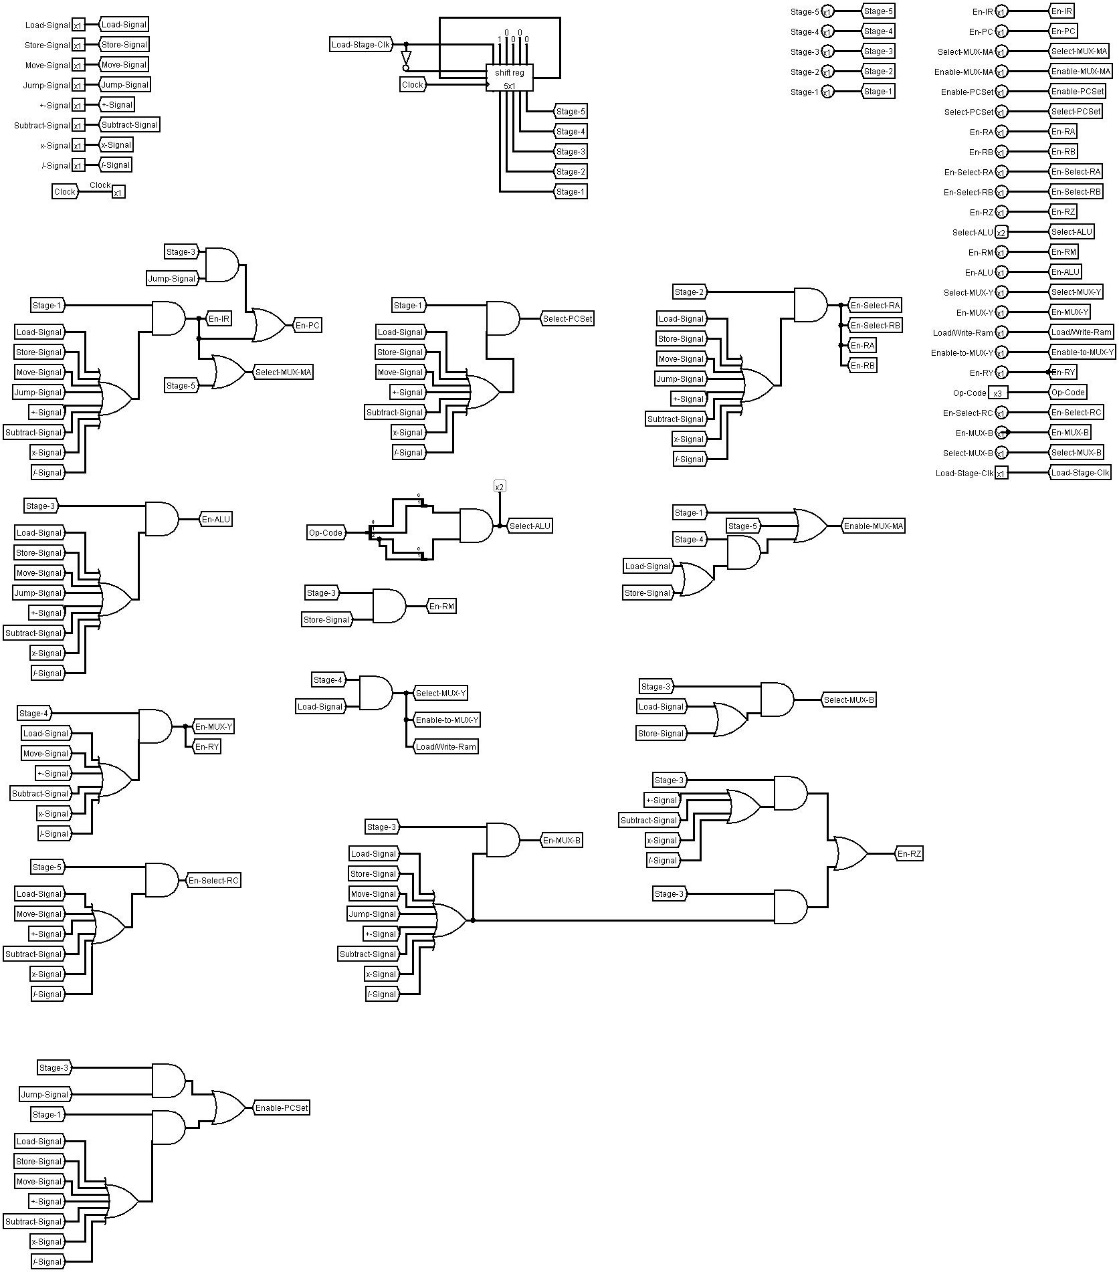 Load-Signal x1 Load-Signal
Store-Signal x1 Store-Signal
Move-Signal x1 Move-Signal
Jump-Signal x1 Jump-Signal
+-Signal x1 +-Signal
Subtract-Signal x1 Subtract-Signal
x-Signal x1 x-Signal
/-Signal x1 /-Signal
Clock Clock x1
Load-Stage-Clk
1 0 0 0 0
Clock
shift reg
5x1
Stage-5
Stage-4
Stage-3
Stage-2
Stage-1
Stage-5 x1 Stage-5
Stage-4 x1 Stage-4
Stage-3 x1 Stage-3
Stage-2 x1 Stage-2
Stage-1 x1 Stage-1
En-IR x1 En-IR
En-PC x1 En-PC
Select-MUX-MA x1 Select-MUX-MA
Enable-MUX-MA x1 Enable-MUX-MA
Enable-PCSet x1 Enable-PCSet
Select-PCSet x1 Select-PCSet
En-RA x1 En-RA
En-RB x1 En-RB
En-Select-RA x1 En-Select-RA
En-Select-RB x1 En-Select-RB
En-RZ x1 En-RZ
Select-ALU x2 Select-ALU
En-RM x1 En-RM
En-ALU x1 En-ALU
Select-MUX-Y x1 Select-MUX-Y
En-MUX-Y x1 En-MUX-Y
Load/Write-Ram x1 Load/Write-Ram
Enable-to-MUX-Y x1 Enable-to-MUX-Y
En-RY x1 En-RY
Op-Code x3 Op-Code
En-Select-RC x1 En-Select-RC
En-MUX-B x1 En-MUX-B
Select-MUX-B x1 Select-MUX-B
Load-Stage-Clk x1 Load-Stage-Clk
Stage-3
Jump-Signal
Stage-1
En-IR
En-PC
Load-Signal
Store-Signal
Move-Signal
Select-MUX-MA
Stage-5
Jump-Signal
+-Signal
Subtract-Signal
x-Signal
/-Signal
Stage-1
Select-PCSet
Load-Signal
Store-Signal
Move-Signal
+-Signal
Subtract-Signal
x-Signal
/-Signal
Stage-2
En-Select-RA
En-Select-RB
En-RA
En-RB
Load-Signal
Store-Signal
Move-Signal
Jump-Signal
+-Signal
Subtract-Signal
x-Signal
/-Signal
Stage-3
En-ALU
Load-Signal
Store-Signal
Move-Signal
Jump-Signal
+-Signal
Subtract-Signal
x-Signal
/-Signal
x2
Op-Code
Select-ALU
Stage-3
Store-Signal
En-RM
Stage-1
Stage-5
Enable-MUX-MA
Stage-4
Load-Signal
Store-Signal
Stage-4
Load-Signal
Select-MUX-Y
Enable-to-MUX-Y
Load/Write-Ram
Stage-3
Select-MUX-B
Load-Signal
Store-Signal
Stage-4
En-MUX-Y
En-RY
Load-Signal
Move-Signal
+-Signal
Subtract-Signal
x-Signal
/-Signal
Stage-3
+-Signal
Subtract-Signal
x-Signal
/-Signal
En-RZ
Stage-3
Stage-3
En-MUX-B
Load-Signal
Store-Signal
Move-Signal
Jump-Signal
+-Signal
Subtract-Signal
x-Signal
/-Signal
Stage-5
En-Select-RC
Load-Signal
Move-Signal
+-Signal
Subtract-Signal
x-Signal
/-Signal
Stage-3
Jump-Signal
Enable-PCSet
Stage-1
Load-Signal
Store-Signal
Move-Signal
+-Signal
Subtract-Signal
x-Signal
/-Signal